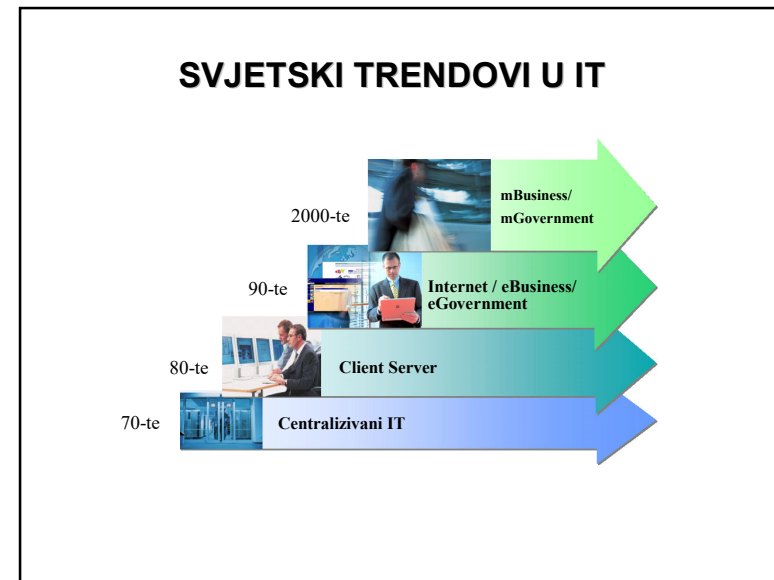 SVJETSKI TRENDOVI U IT
2000-te
mBusiness/
mGovernment
90-te
Internet / eBusiness/
eGovernment
80-te
Client Server
70-te
Centralizivani IT